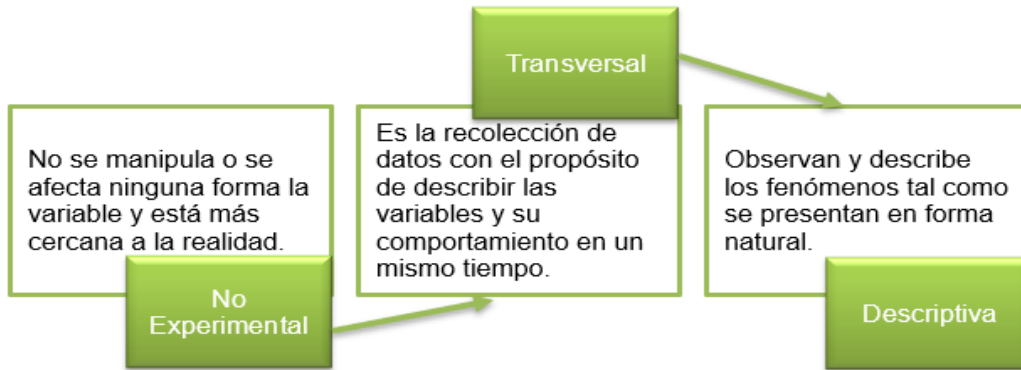 No se manipula o se
afecta ninguna forma la
variable y está más
cercana a la realidad.
No
Experimental
Transversal
Es la recolección de
datos con el propósito
de describir las
variables y su
comportamiento en un
mismo tiempo.
Observan y describe
los fenómenos tal como
se presentan en forma
natural.
Descriptiva